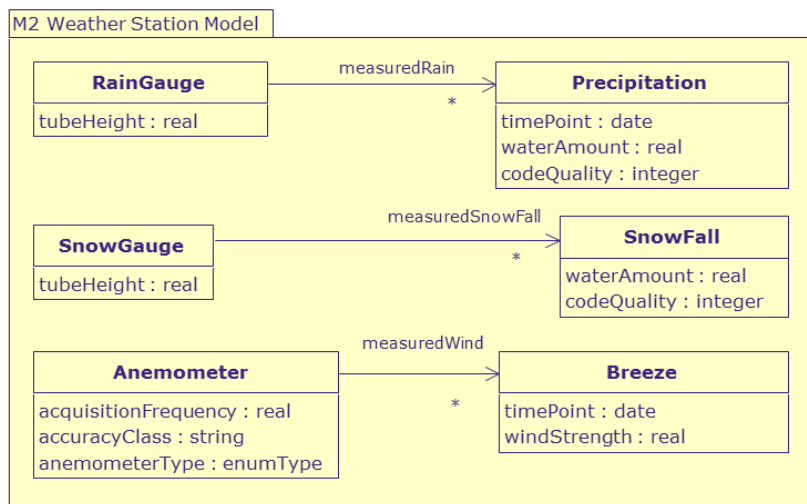 M2 Weather Station Model
RainGauge
tubeHeight : real
measuredRain
*
Precipitation
timePoint : date
waterAmount : real
codeQuality : integer
SnowGauge
tubeHeight : real
measuredSnowFall
*
SnowFall
waterAmount : real
codeQuality : integer
Anemometer
acquisitionFrequency : real
accuracyClass : string
anemometerType : enumType
measuredWind
*
Breeze
timePoint : date
windStrength : real